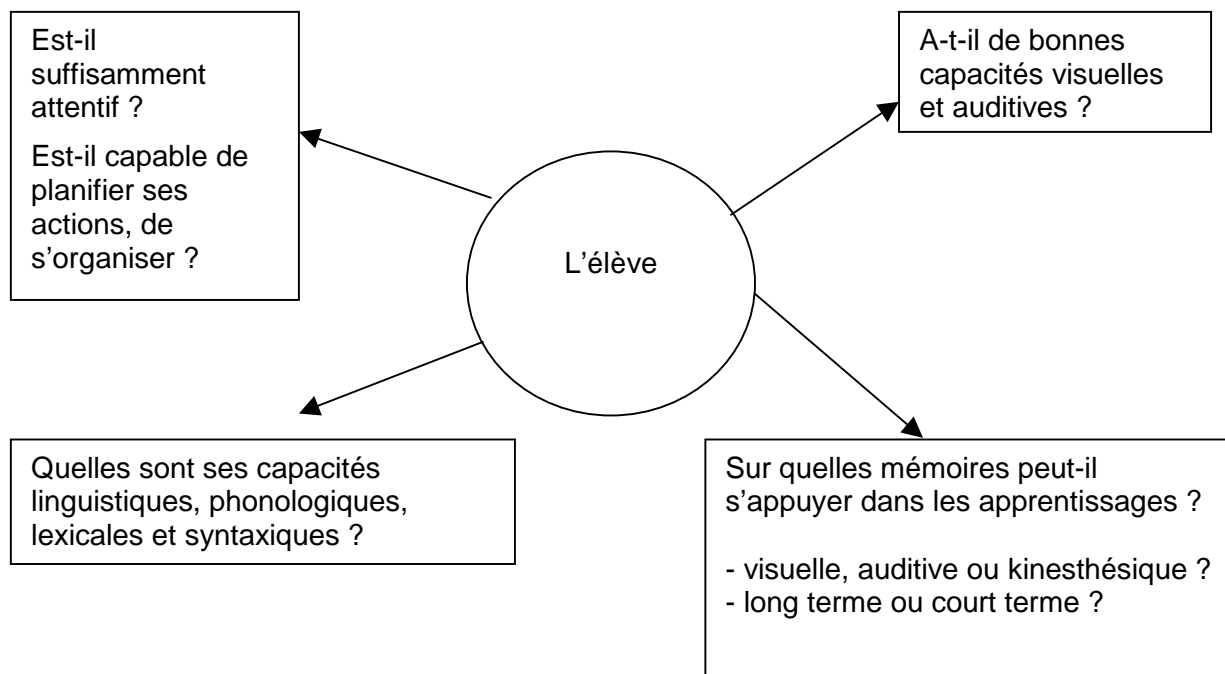 Est-il
suffisamment
attentif ?
Est-il capable de
planifier ses
actions, de
s’organiser ?
A-t-il de bonnes
capacités visuelles
et auditives ?
L’élève
Quelles sont ses capacités
linguistiques, phonologiques,
lexicales et syntaxiques ?
Sur quelles mémoires peut-il
s’appuyer dans les apprentissages ?
- visuelle, auditive ou kinesthésique ?
- long terme ou court terme ?